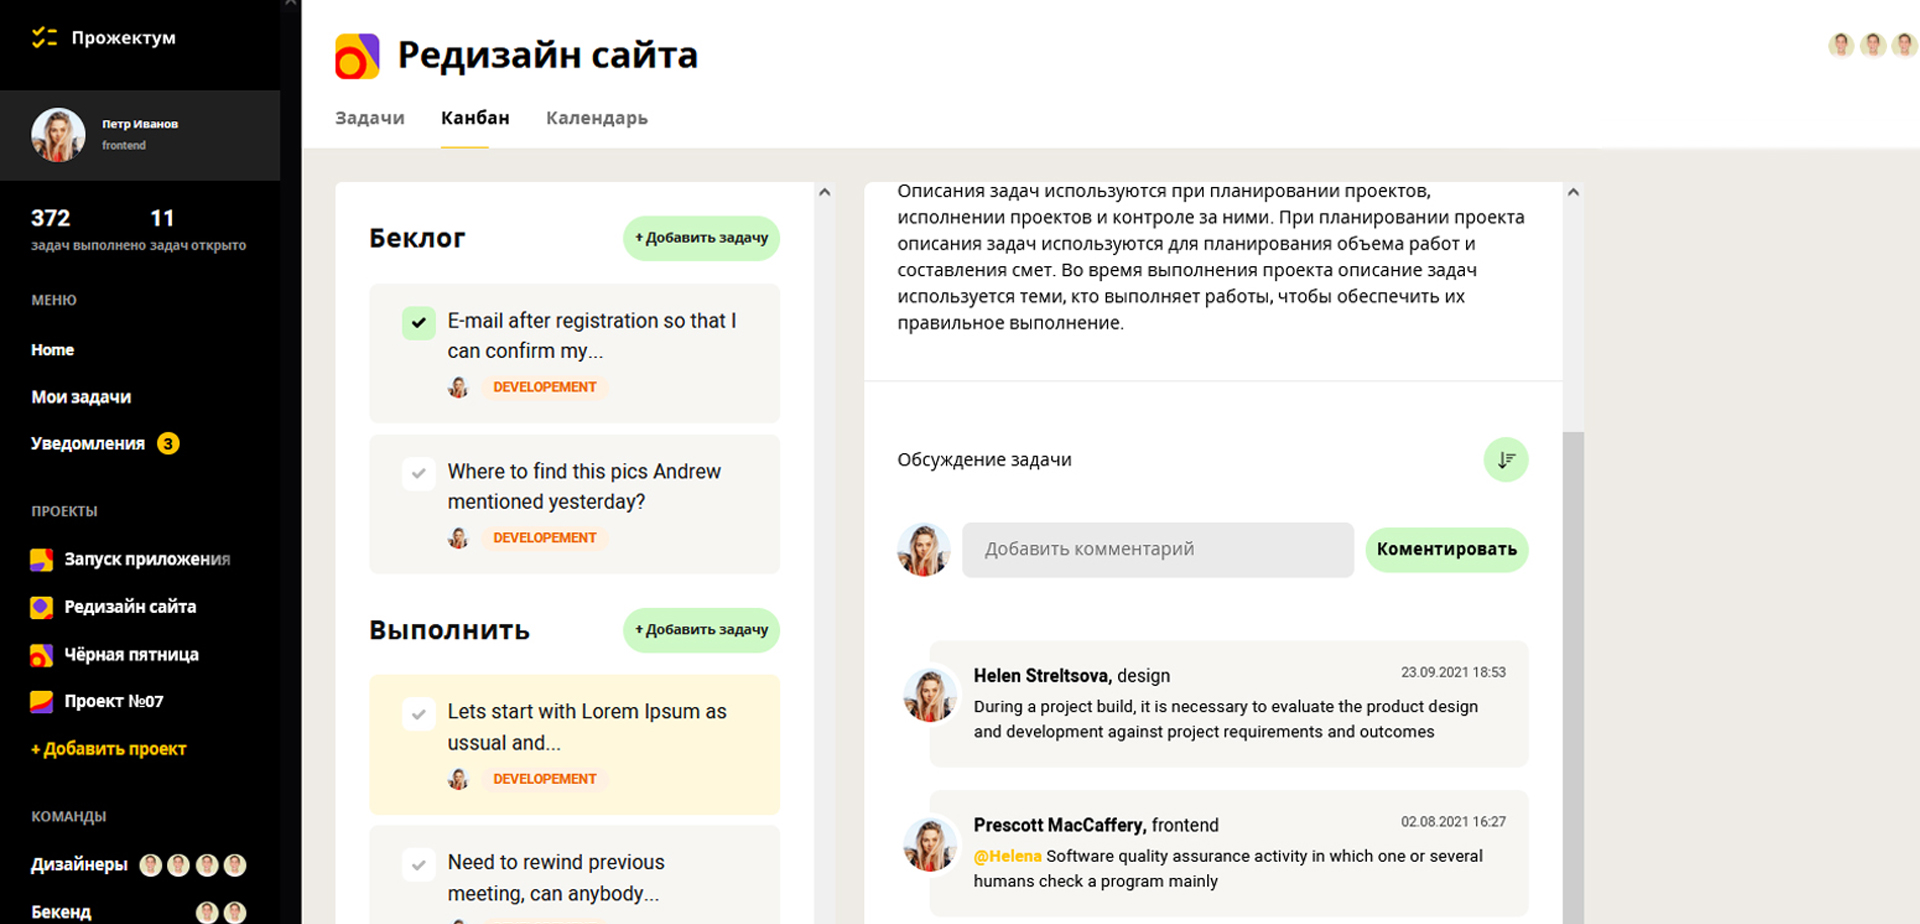 Прожектум
Петр Иванов
frontend
372
11
задач выполнено
задач открыто
МЕНЮ
Home
Мои задачи
Уведомления 3
ПРОЕКТЫ
Запуск приложения
Редизайн сайта
Чёрная пятница
Проект №07
+ Добавить проект
КОМАНДЫ
Дизайнеры
Бекенд
Редизайн сайта
Задачи
Канбан
Календарь
Беклог
+ Добавить задачу
E-mail after registration so that I
can confirm my...
DEVELOPEMENT
Where to find this pics Andrew
mentioned yesterday?
DEVELOPEMENT
Выполнить
+ Добавить задачу
Lets start with Lorem Ipsum as
ussual and...
DEVELOPEMENT
Need to rewind previous
meeting, can anybody...
Описания задач используются при планировании проектов,
исполнении проектов и контроле за ними. При планировании проекта
описания задач используются для планирования объема работ и
составления смет. Во время выполнения проекта описание задач
используется теми, кто выполняет работы, чтобы обеспечить их
правильное выполнение.
Обсуждение задачи
Добавить комментарий
Коментировать
Helen Streltsova, design
23.09.2021 18:53
During a project build, it is necessary to evaluate the product design
and development against project requirements and outcomes
Prescott MacCaffery, frontend
02.08.2021 16:27
@Helena Software quality assurance activity in which one or several
humans check a program mainly